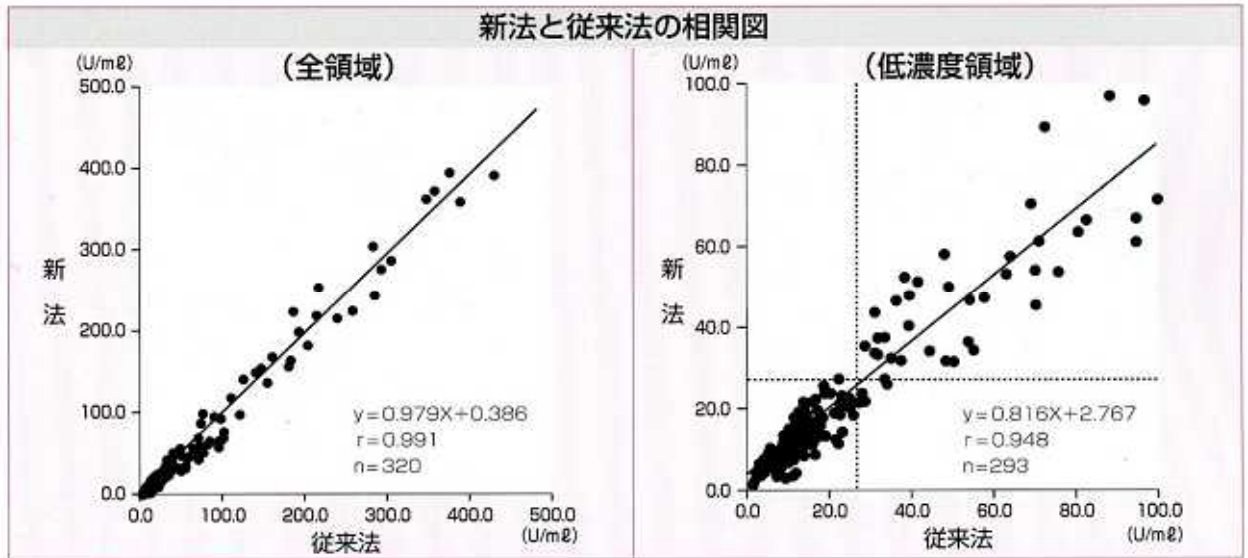 新法と従来法の相関図
(全領域)
(U/mℓ)
500.0
400.0
300.0
200.0
100.0
0.0
新
法
y=0.979X+0.386
r=0.991
n=320
0.0 100.0 200.0 300.0 400.0 500.0
従来法
(U/mℓ)
(低濃度領域)
(U/mℓ)
100.0
80.0
60.0
40.0
20.0
0.0
新
法
y=0.816X+2.767
r=0.948
n=293
0.0 20.0 40.0 60.0 80.0 100.0
従来法
(U/mℓ)